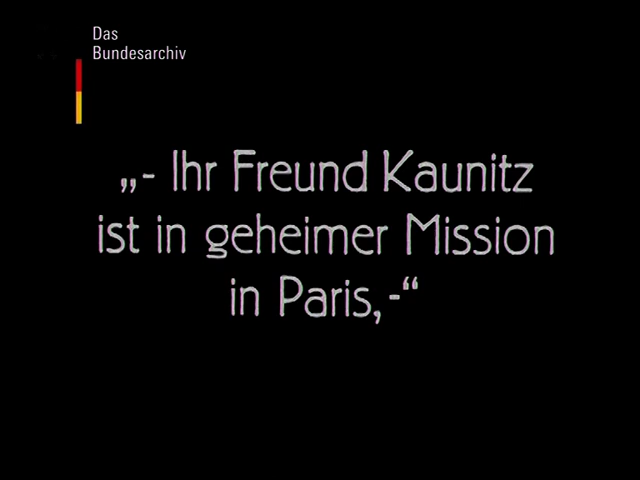 Das
Bundesarchiv
„- Ihr Freund Kaunitz
ist in geheimer Mission
in Paris,-“